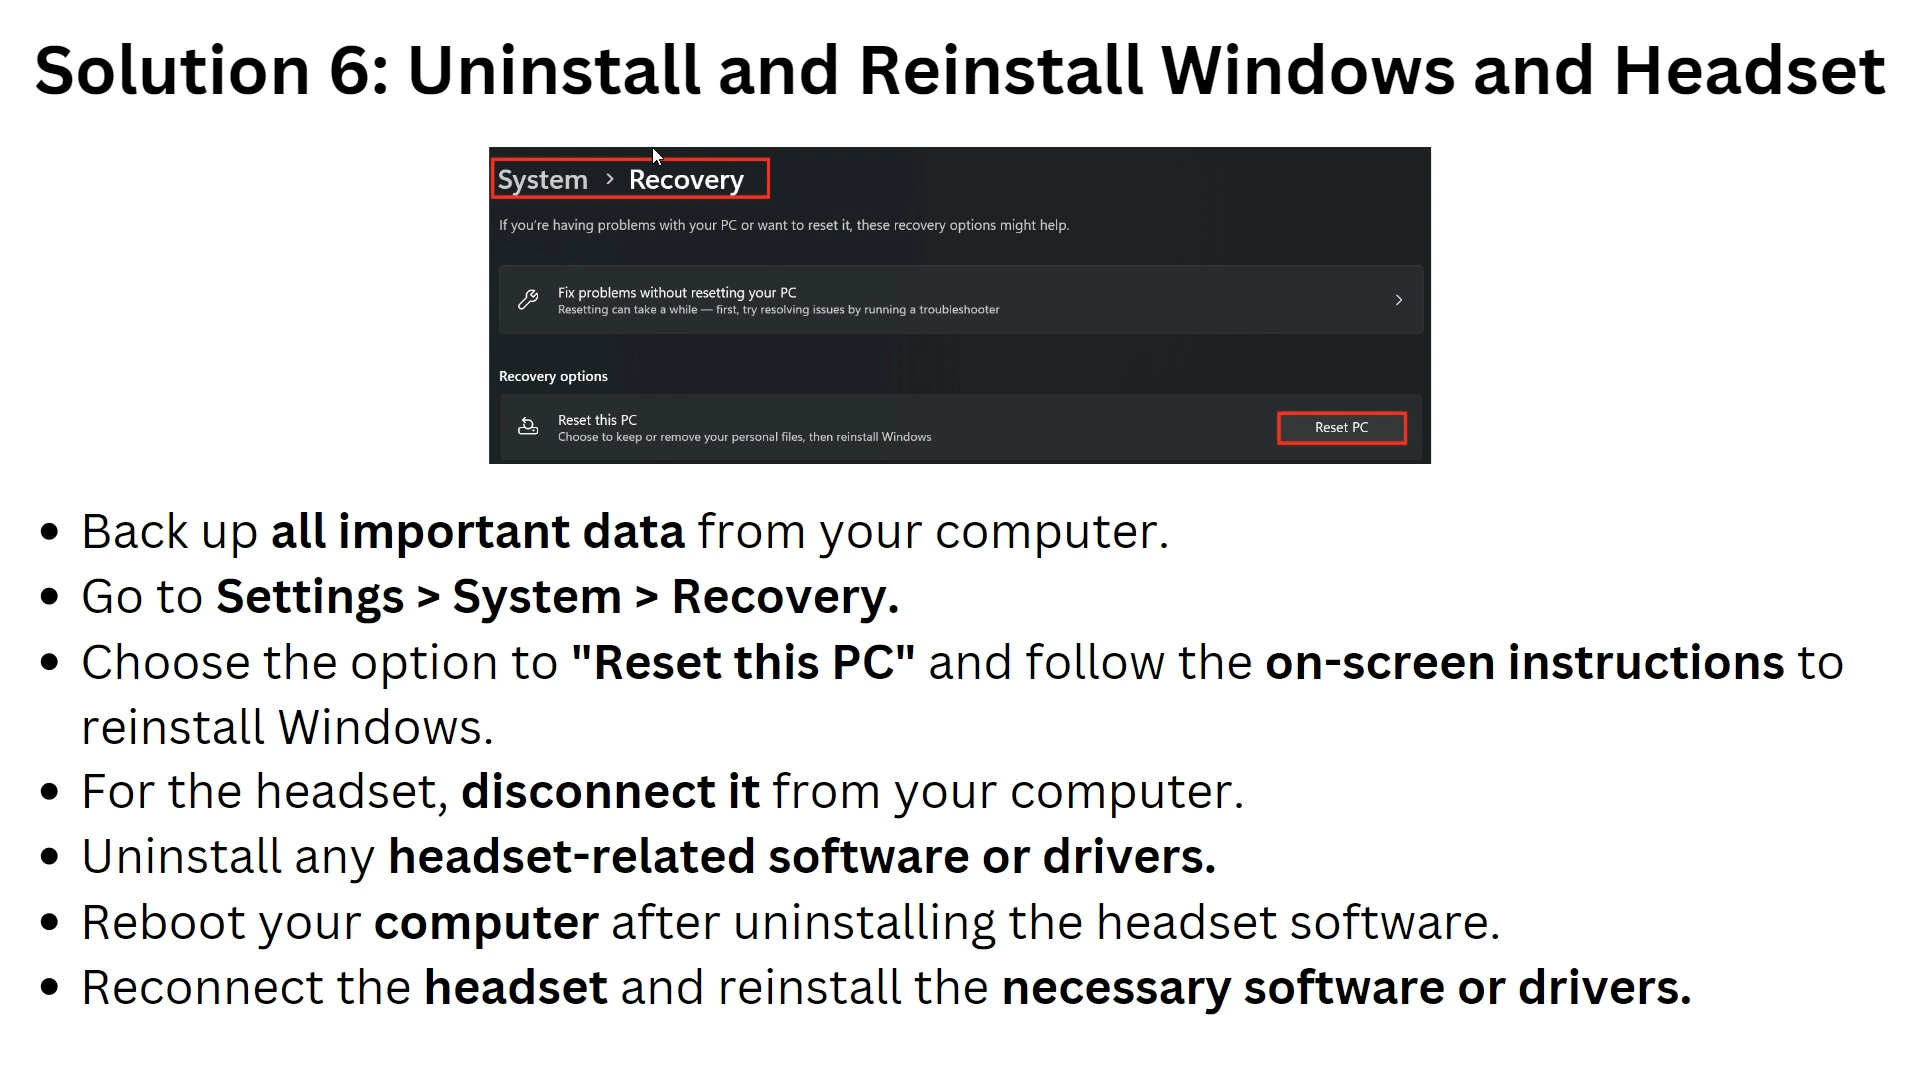 Solution 6: Uninstall and Reinstall Windows and Headset
System > Recovery
If you're having problems with your PC or want to reset it, these recovery options might help.
Fix problems without resetting your PC
Resetting can take a while — first, try resolving issues by running a troubleshooter
Recovery options
Reset this PC
Choose to keep or remove your personal files, then reinstall Windows
Reset PC
• Back up all important data from your computer.
• Go to Settings > System > Recovery.
• Choose the option to "Reset this PC" and follow the on-screen instructions to
reinstall Windows.
• For the headset, disconnect it from your computer.
• Uninstall any headset-related software or drivers.
• Reboot your computer after uninstalling the headset software.
• Reconnect the headset and reinstall the necessary software or drivers.